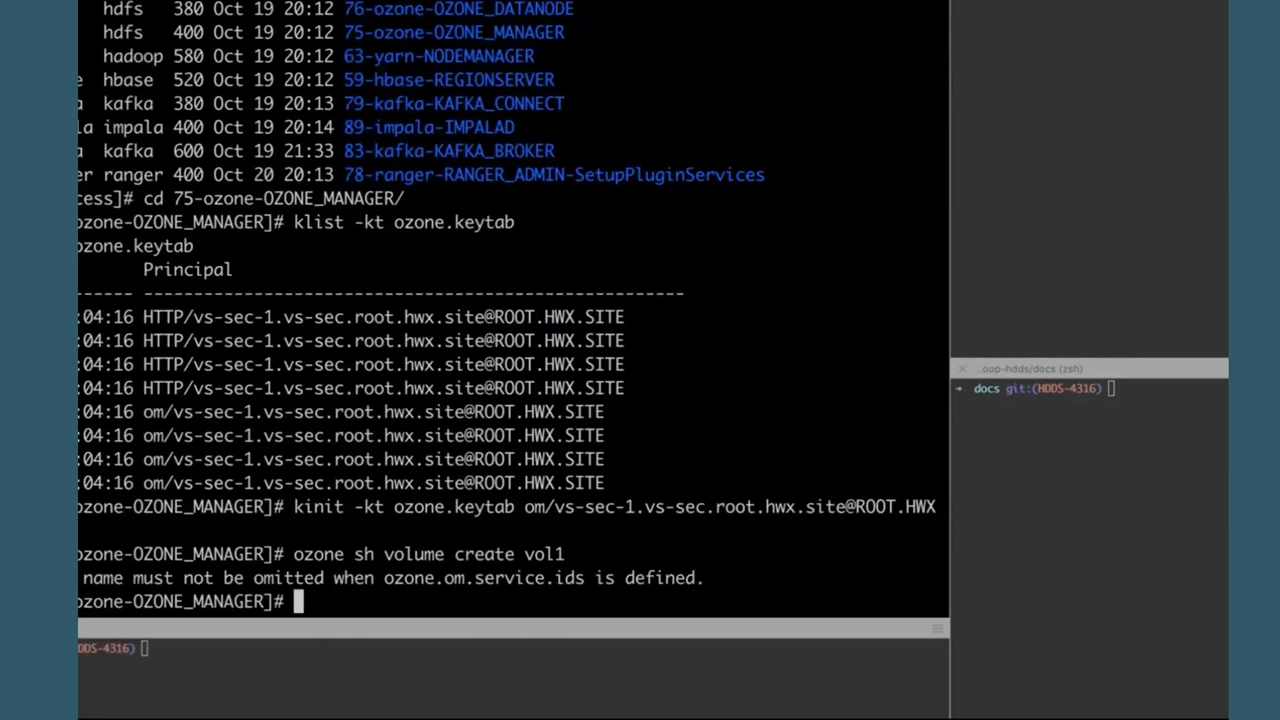 hdfs 380 Oct 19 20:12 76-ozone-OZONE_DATANODE
hdfs 400 Oct 19 20:12 75-ozone-OZONE_MANAGER
hadoop 580 Oct 19 20:12 63-yarn-NODEMANAGER
e hbase 520 Oct 19 20:12 59-hbase-REGIONSERVER
a kafka 380 Oct 19 20:13 79-kafka-KAFKA_CONNECT
la impala 400 Oct 19 20:14 89-impala-IMPALAD
a kafka 600 Oct 19 21:33 83-kafka-KAFKA_BROKER
er ranger 400 Oct 20 20:13 78-ranger-RANGER_ADMIN-SetupPluginServices
cess]# cd 75-ozone-OZONE_MANAGER/
ozone-OZONE_MANAGER]# klist -kt ozone.keytab
ozone.keytab
Principal
------ ------------------------------------------------------
:04:16 HTTP/vs-sec-1.vs-sec.root.hwx.site@ROOT.HWX.SITE
:04:16 HTTP/vs-sec-1.vs-sec.root.hwx.site@ROOT.HWX.SITE
:04:16 HTTP/vs-sec-1.vs-sec.root.hwx.site@ROOT.HWX.SITE
:04:16 HTTP/vs-sec-1.vs-sec.root.hwx.site@ROOT.HWX.SITE
:04:16 om/vs-sec-1.vs-sec.root.hwx.site@ROOT.HWX.SITE
:04:16 om/vs-sec-1.vs-sec.root.hwx.site@ROOT.HWX.SITE
:04:16 om/vs-sec-1.vs-sec.root.hwx.site@ROOT.HWX.SITE
:04:16 om/vs-sec-1.vs-sec.root.hwx.site@ROOT.HWX.SITE
ozone-OZONE_MANAGER]# kinit -kt ozone.keytab om/vs-sec-1.vs-sec.root.hwx.site@ROOT.HWX
ozone-OZONE_MANAGER]# ozone sh volume create vol1
name must not be omitted when ozone.om.service.ids is defined.
ozone-OZONE_MANAGER]#
DDS-4316)
..oop-hdds/docs (zsh)
→ docs git:(HDDS-4316)